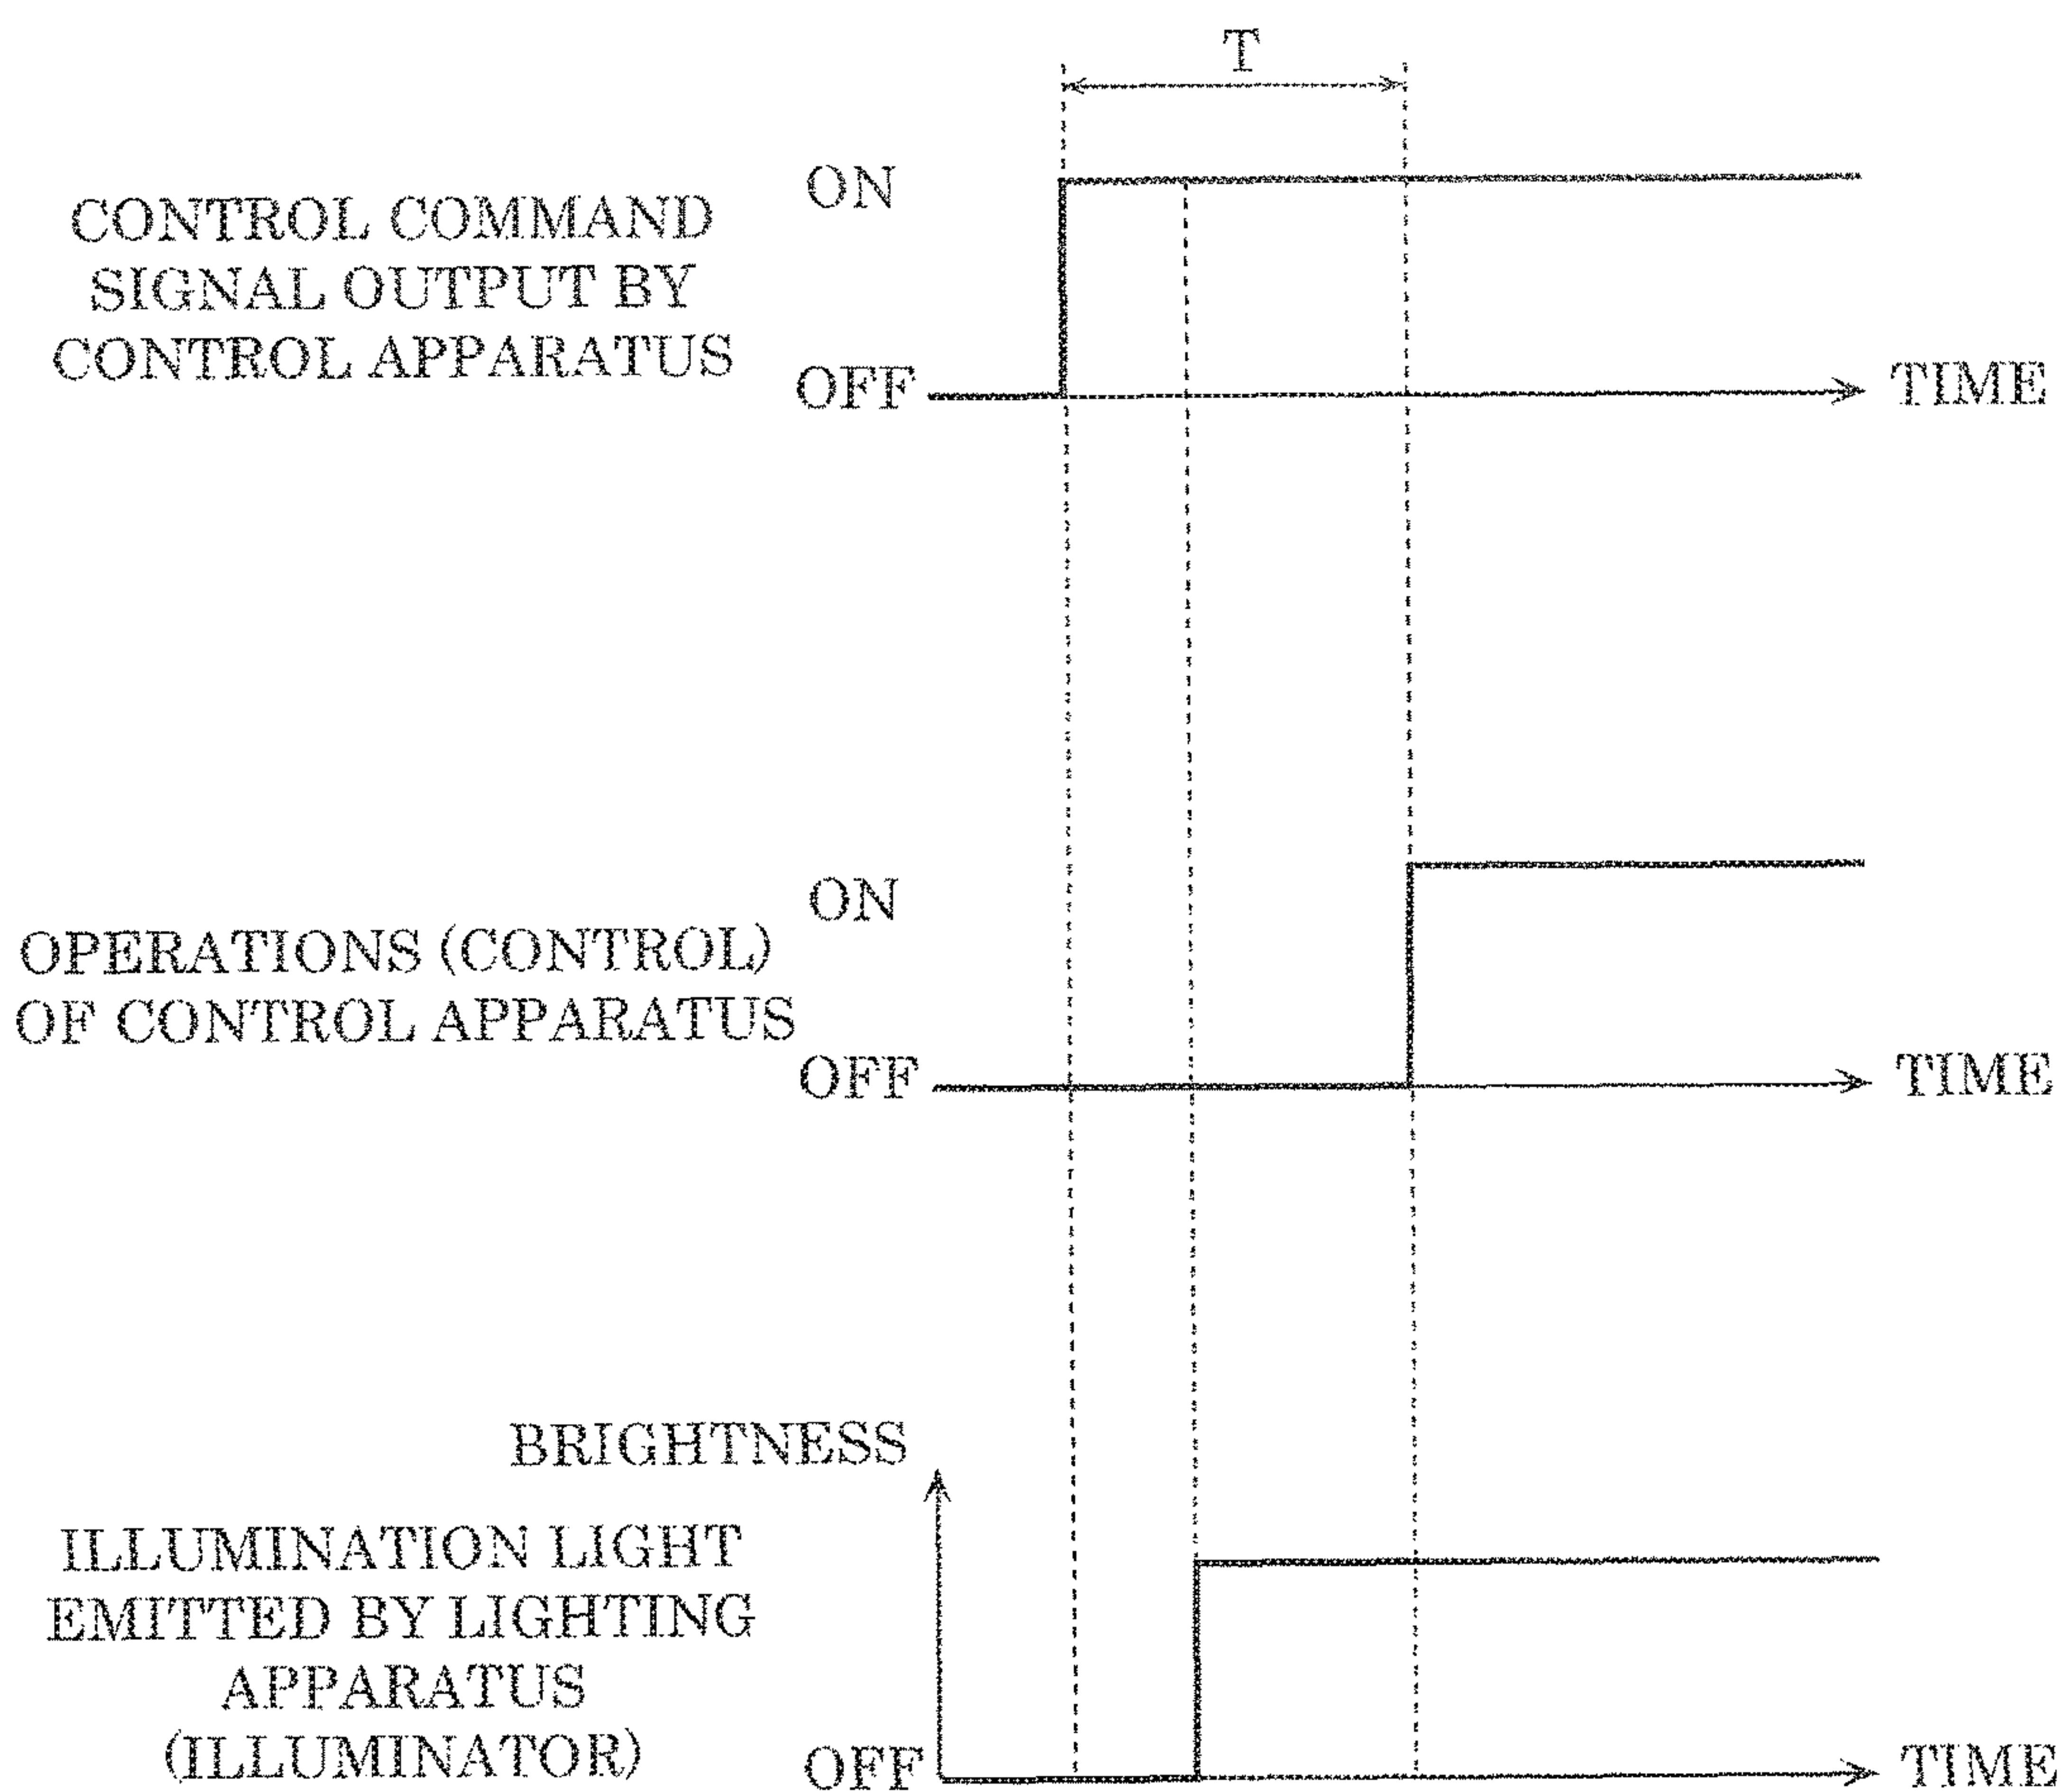 T
ON
CONTROL COMMAND
SIGNAL OUTPUT BY
CONTROL APPARATUS
OFF
TIME
ON
OPERATIONS (CONTROL)
OF CONTROL APPARATUS
OFF
TIME
BRIGHTNESS
ILLUMINATION LIGHT
EMITTED BY LIGHTING
APPARATUS
(ILLUMINATOR)
OFF
TIME